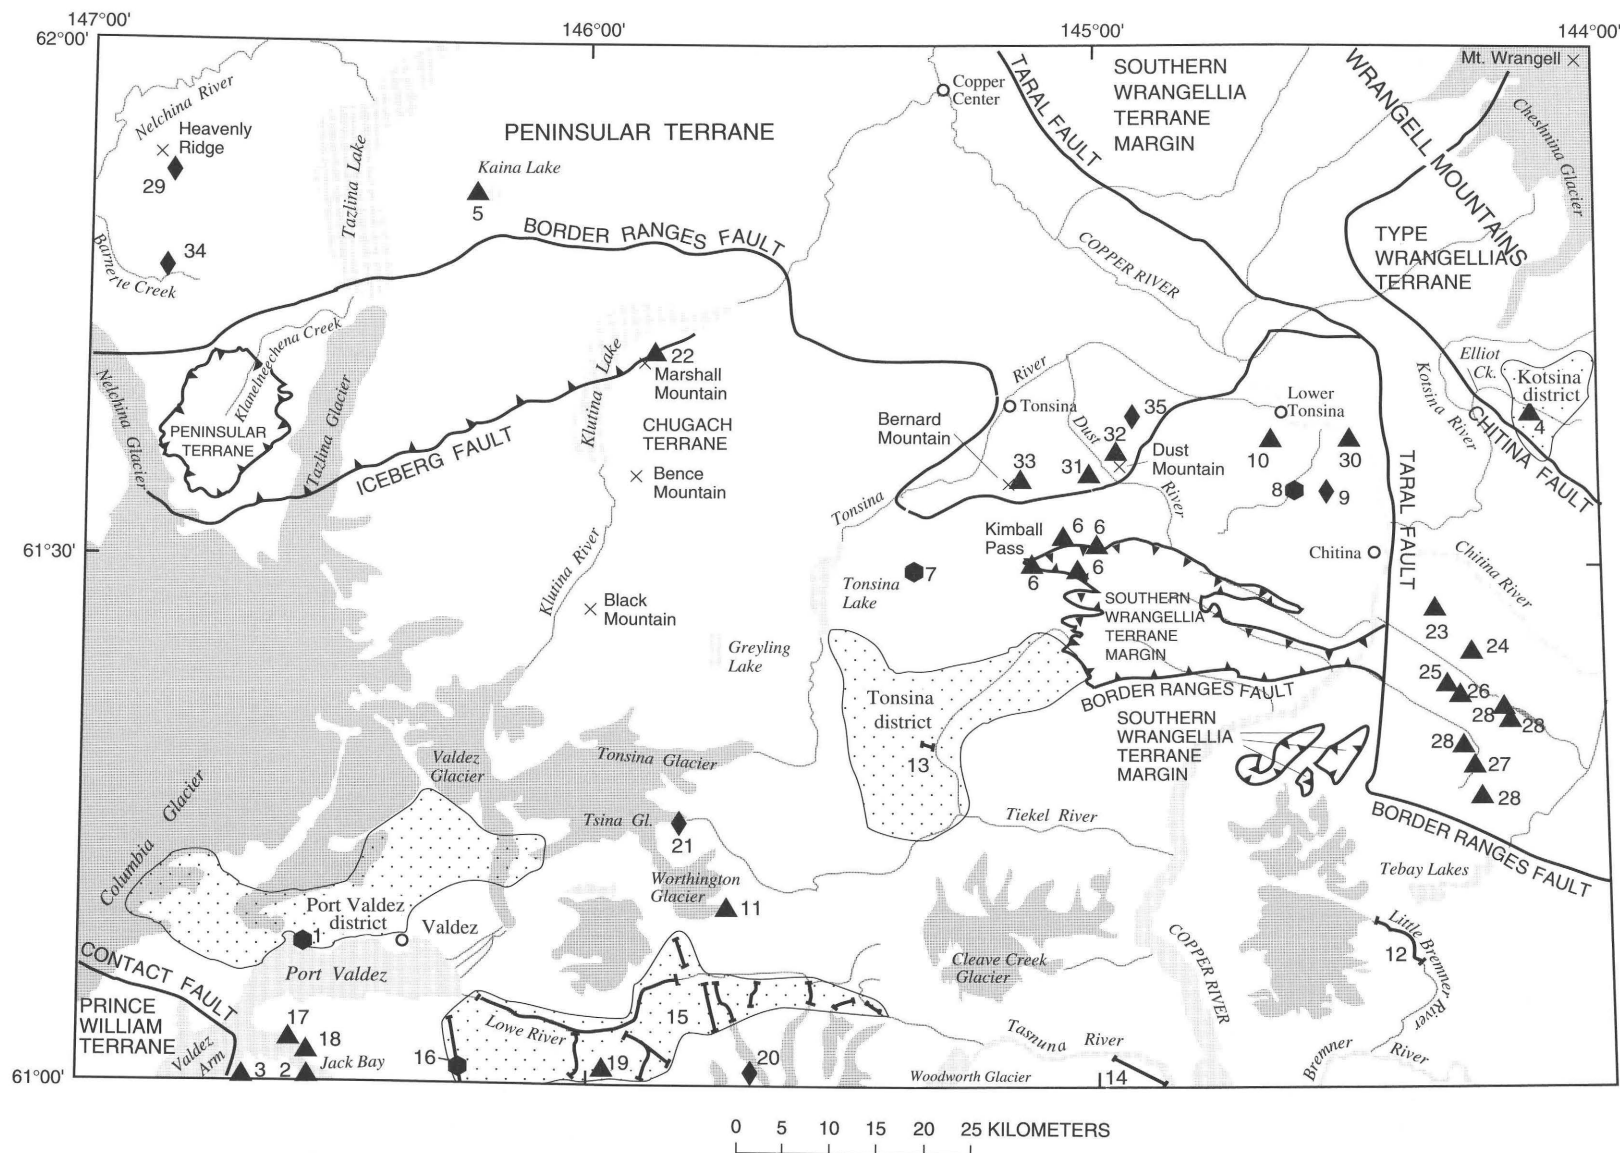 147°00'
146°00'
145°00'
144°00'
62°00'
Mt. Wrangell
Copper
Center
TARAL FAULT
SOUTHERN
WRANGELLIA
TERRANE
MARGIN
WRANGELL MOUNTAINS
Cheshnina Glacier
Nelchina River
Heavenly
Ridge
29
Tazlina Lake
PENINSULAR TERRANE
Kaina Lake
5
34
Barnette Creek
BORDER RANGES FAULT
COPPER RIVER
TYPE
WRANGELLIA
TERRANE
Klanelneechena Creek
Nelchina Glacier
PENINSULAR
TERRANE
Tazlina Glacier
ICEBERG FAULT
Klutina Lake
22
Marshall
Mountain
CHUGACH
TERRANE
Bence
Mountain
River
Tonsina
Bernard
Mountain
Dust
River
35
32
Dust
Mountain
33
31
Tonsina
Lower
Tonsina
10
30
8
9
Elliot
Ck.
Kotsina
district
4
Kotsina River
CHITINA FAULT
TARAL FAULT
61°30'
Klutina River
Black
Mountain
Kimball
Pass
6
6
6
6
7
Tonsina
Lake
Chitina
Chitina River
Greyling
Lake
SOUTHERN
WRANGELLIA
TERRANE
MARGIN
23
24
25
26
28
28
28
27
28
Tonsina
district
13
BORDER RANGES FAULT
SOUTHERN
WRANGELLIA
TERRANE
MARGIN
Valdez
Glacier
Tonsina Glacier
Tsina Gl.
21
Tiekel River
BORDER RANGES FAULT
Tebay Lakes
Columbia Glacier
Worthington
Glacier
11
Port Valdez
district
Valdez
1
Port Valdez
CONTACT FAULT
PRINCE
WILLIAM
TERRANE
Cleave Creek
Glacier
COPPER RIVER
Little Bremner River
12
17
18
Valdez
Arm
3
2
Jack Bay
16
Lowe River
15
19
20
Tasnuna River
Woodworth Glacier
14
Bremner River
61°00'
0 5 10 15 20 25 KILOMETERS